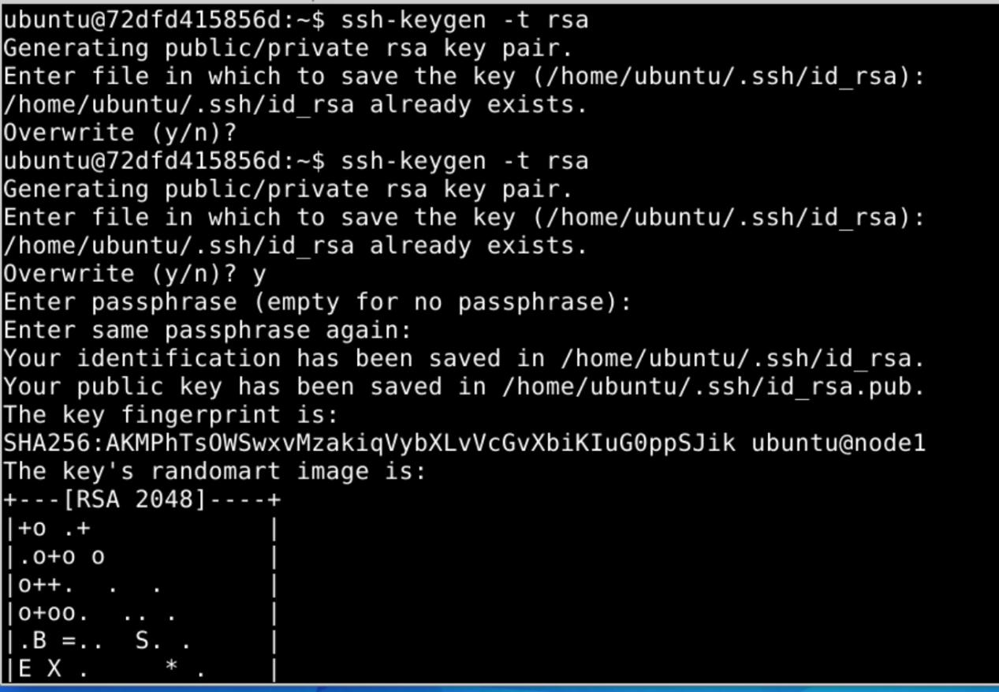 ubuntu@72dfd415856d:~$ ssh-keygen -t rsa
Generating public/private rsa key pair.
Enter file in which to save the key (/home/ubuntu/.ssh/id_rsa):
/home/ubuntu/.ssh/id_rsa already exists.
Overwrite (y/n)?
ubuntu@72dfd415856d:~$ ssh-keygen -t rsa
Generating public/private rsa key pair.
Enter file in which to save the key (/home/ubuntu/.ssh/id_rsa):
/home/ubuntu/.ssh/id_rsa already exists.
Overwrite (y/n)? y
Enter passphrase (empty for no passphrase):
Enter same passphrase again:
Your identification has been saved in /home/ubuntu/.ssh/id_rsa.
Your public key has been saved in /home/ubuntu/.ssh/id_rsa.pub.
The key fingerprint is:
SHA256:AKMPhTsOWSwxvMzakiqVybXLvVcGvXbiKIuG0ppSJik ubuntu@node1
The key's randomart image is:
+---[RSA 2048]----+
|+o .+            |
|.o+o o           |
|o++.  .  .       |
|o+oo.  .. .      |
|.B =..  S. .     |
|E X .     * .    |